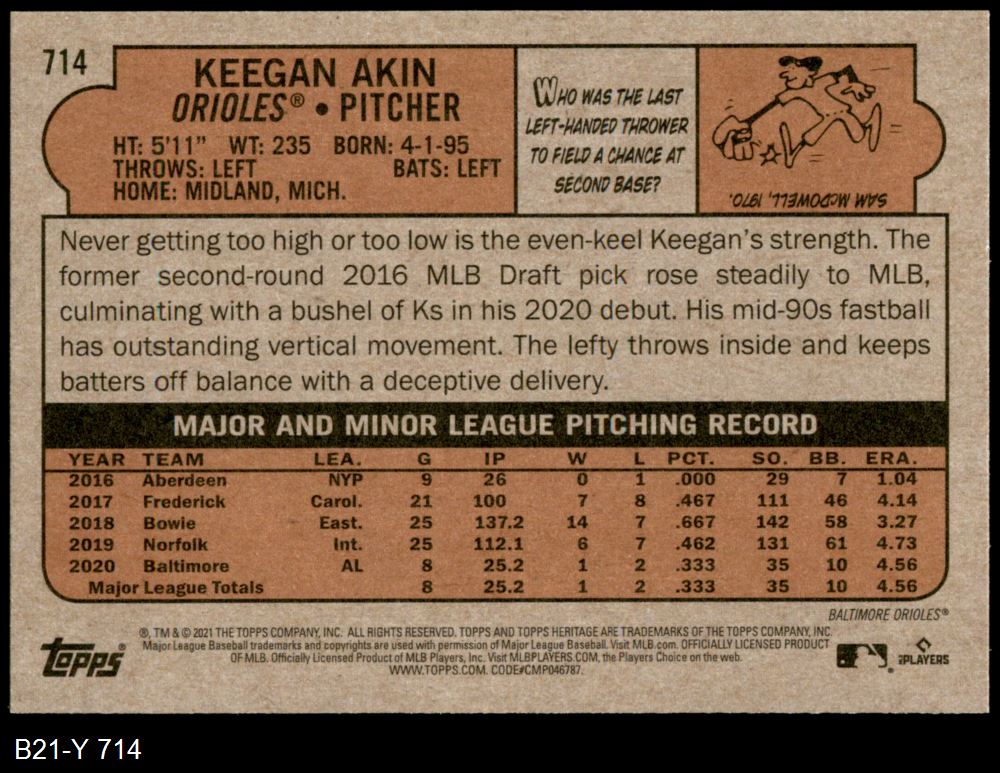 714
KEEGAN AKIN
ORIOLES® • PITCHER
HT: 5'11" WT: 235 BORN: 4-1-95
THROWS: LEFT BATS: LEFT
HOME: MIDLAND, MICH.
WHO WAS THE LAST
LEFT-HANDED THROWER
TO FIELD A CHANCE AT
SECOND BASE?
SAM McDOWELL, 1970.
Never getting too high or too low is the even-keel Keegan's strength. The
former second-round 2016 MLB Draft pick rose steadily to MLB,
culminating with a bushel of Ks in his 2020 debut. His mid-90s fastball
has outstanding vertical movement. The lefty throws inside and keeps
batters off balance with a deceptive delivery.
MAJOR AND MINOR LEAGUE PITCHING RECORD
YEAR TEAM LEA. G IP W L PCT. SO. BB. ERA.
2016 Aberdeen NYP 9 26 0 1 .000 29 7 1.04
2017 Frederick Carol. 21 100 7 8 .467 111 46 4.14
2018 Bowie East. 25 137.2 14 7 .667 142 58 3.27
2019 Norfolk Int. 25 112.1 6 7 .462 131 61 4.73
2020 Baltimore AL 8 25.2 1 2 .333 35 10 4.56
Major League Totals 8 25.2 1 2 .333 35 10 4.56
BALTIMORE ORIOLES®
®, TM & © 2021 THE TOPPS COMPANY, INC. ALL RIGHTS RESERVED. TOPPS AND TOPPS HERITAGE ARE TRADEMARKS OF THE TOPPS COMPANY, INC.
Major League Baseball trademarks and copyrights are used with permission of Major League Baseball. Visit MLB.com. OFFICIALLY LICENSED PRODUCT
OF MLB. Officially Licensed Product of MLB Players, Inc. Visit MLBPLAYERS.COM, the Players Choice on the web.
WWW.TOPPS.COM. CODE#CMP046787.
topps®
MLBPLAYERS
B21-Y 714